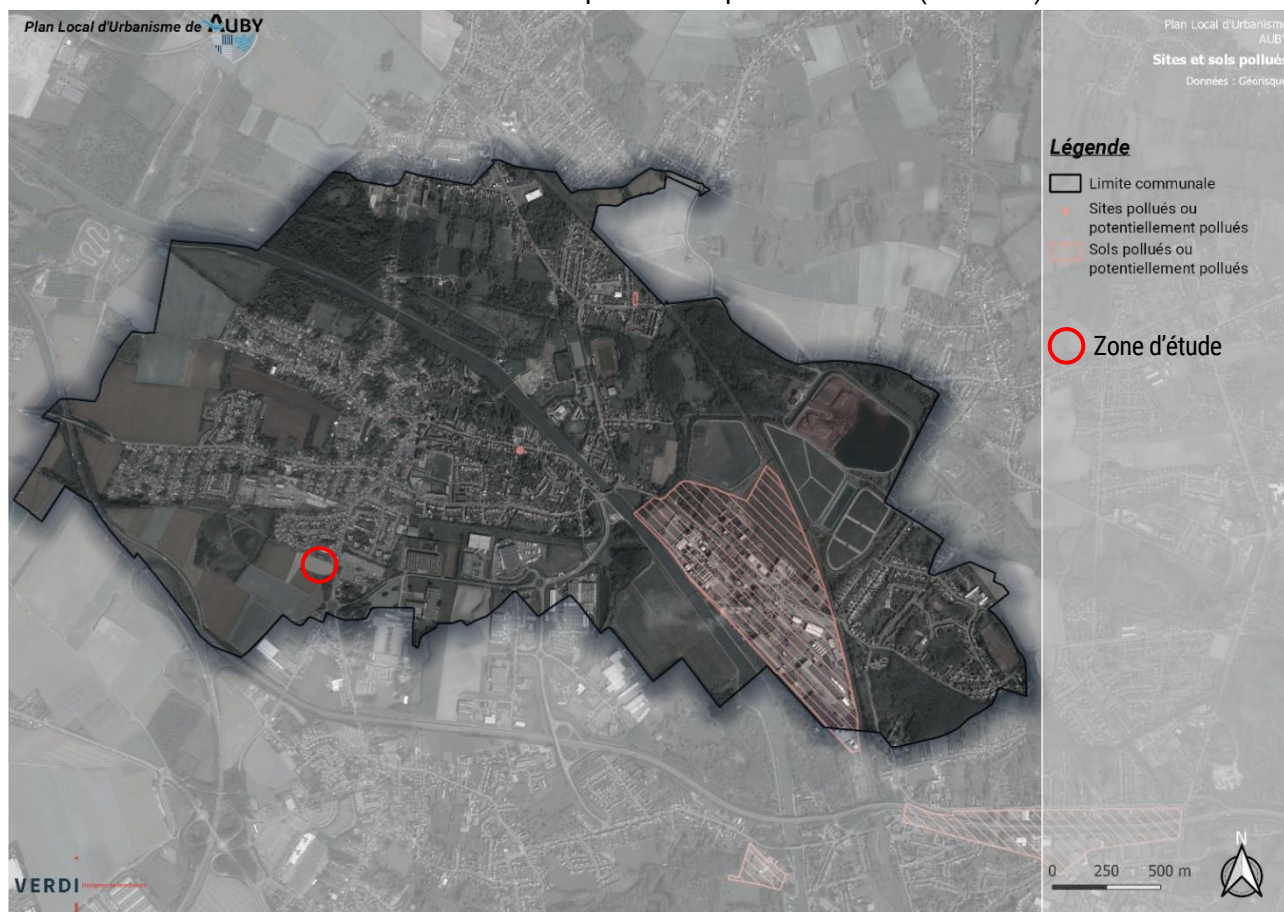 Plan Local d'Urbanisme de AUBY
Plan Local d'Urbanisme
AUBY
Sites et sols pollués
Données : Géorisque
Légende
Limite communale
Sites pollués ou
potentiellement pollués
Sols pollués ou
potentiellement pollués
Zone d'étude
N
0 250 500 m
VERDI